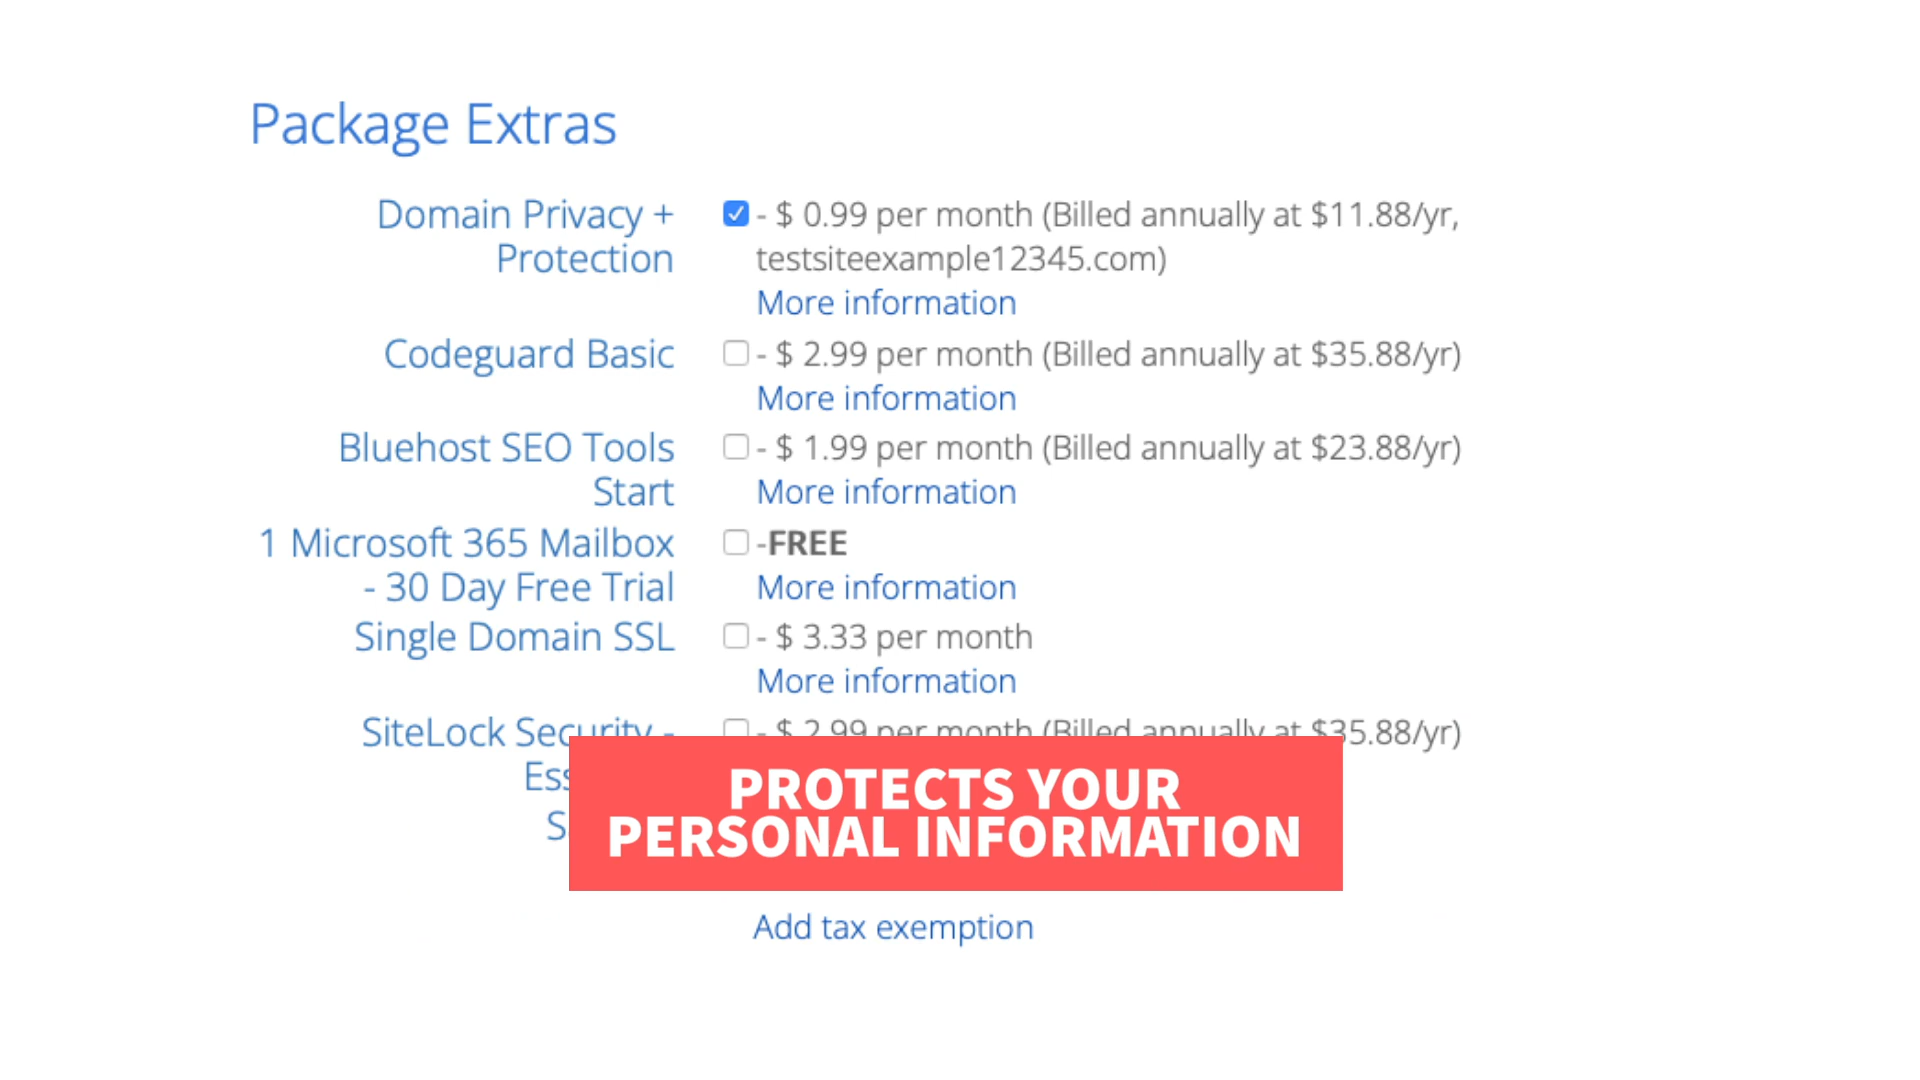 Package Extras
Domain Privacy +
Protection
- $ 0.99 per month (Billed annually at $11.88/yr,
testsiteexample12345.com)
More information
Codeguard Basic
- $ 2.99 per month (Billed annually at $35.88/yr)
More information
Bluehost SEO Tools
Start
- $ 1.99 per month (Billed annually at $23.88/yr)
More information
1 Microsoft 365 Mailbox
- 30 Day Free Trial
-FREE
More information
Single Domain SSL
- $ 3.33 per month
More information
SiteLock Security -
- $ 2.99 per month (Billed annually at $35.88/yr)
PROTECTS YOUR
PERSONAL INFORMATION
Add tax exemption